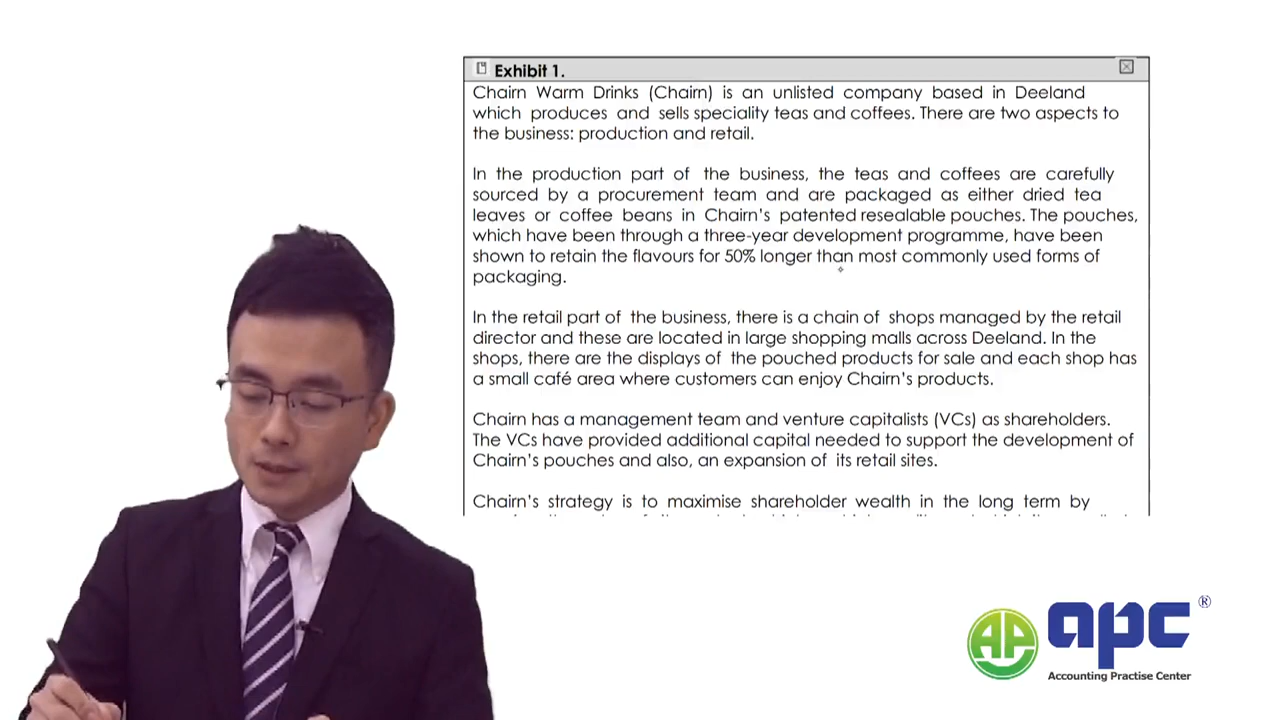 Exhibit 1.
Chairn Warm Drinks (Chairn) is an unlisted company based in Deeland
which produces and sells speciality teas and coffees. There are two aspects to
the business: production and retail.
In the production part of the business, the teas and coffees are carefully
sourced by a procurement team and are packaged as either dried tea
leaves or coffee beans in Chairn's patented resealable pouches. The pouches,
which have been through a three-year development programme, have been
shown to retain the flavours for 50% longer than most commonly used forms of
packaging.
In the retail part of the business, there is a chain of shops managed by the retail
director and these are located in large shopping malls across Deeland. In the
shops, there are the displays of the pouched products for sale and each shop has
a small café area where customers can enjoy Chairn's products.
Chairn has a management team and venture capitalists (VCs) as shareholders.
The VCs have provided additional capital needed to support the development of
Chairn's pouches and also, an expansion of its retail sites.
Chairn's strategy is to maximise shareholder wealth in the long term by
AP
apc ®
Accounting Practise Center